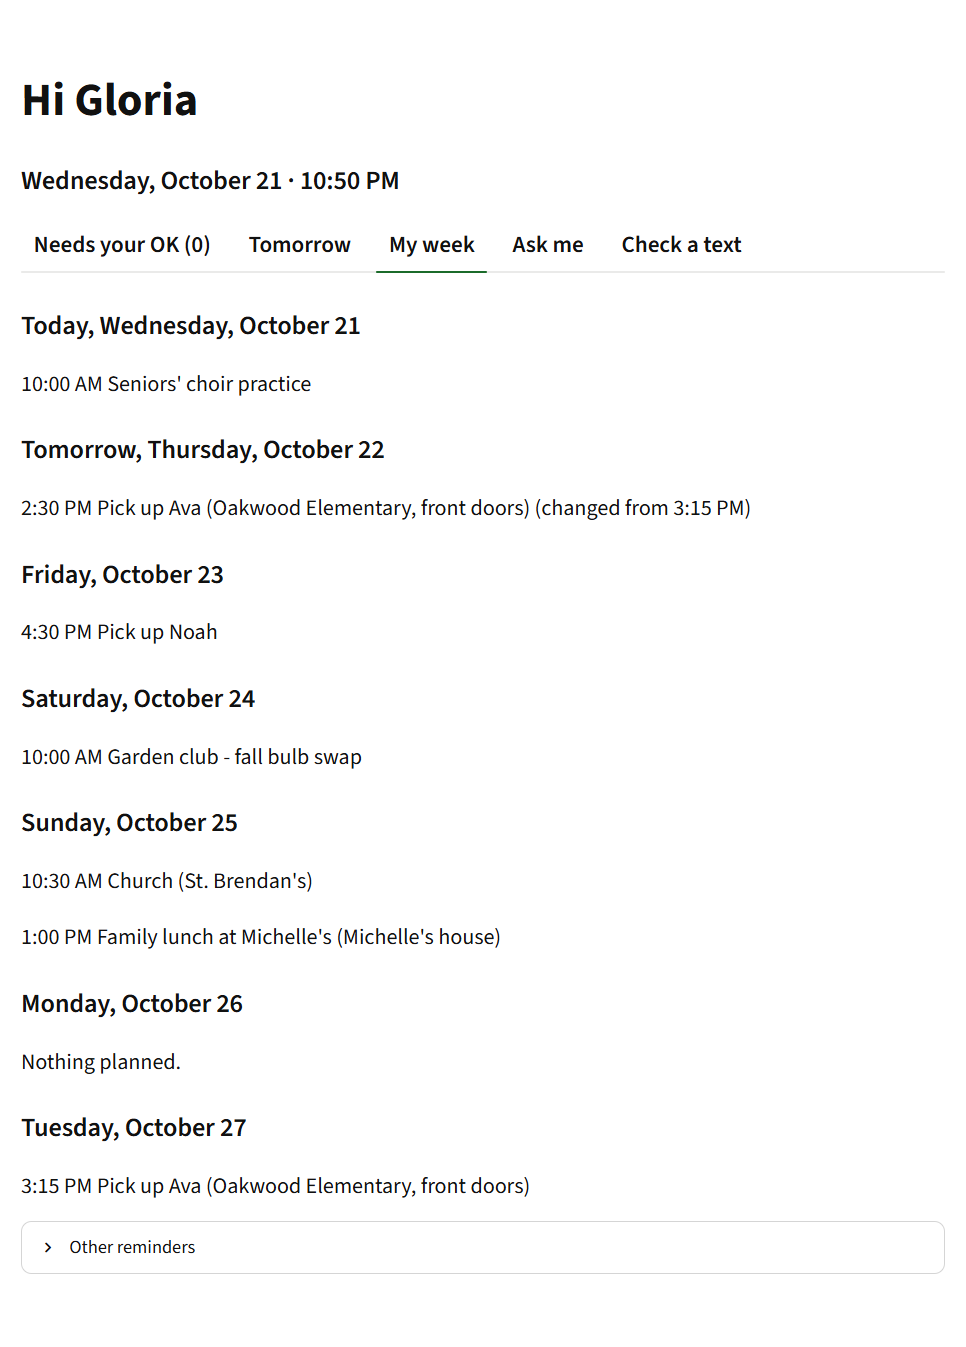 Hi Gloria
Wednesday, October 21 · 10:50 PM
Needs your OK (0) Tomorrow My week Ask me Check a text
Today, Wednesday, October 21
10:00 AM Seniors' choir practice
Tomorrow, Thursday, October 22
2:30 PM Pick up Ava (Oakwood Elementary, front doors) (changed from 3:15 PM)
Friday, October 23
4:30 PM Pick up Noah
Saturday, October 24
10:00 AM Garden club - fall bulb swap
Sunday, October 25
10:30 AM Church (St. Brendan's)
1:00 PM Family lunch at Michelle's (Michelle's house)
Monday, October 26
Nothing planned.
Tuesday, October 27
3:15 PM Pick up Ava (Oakwood Elementary, front doors)
Other reminders